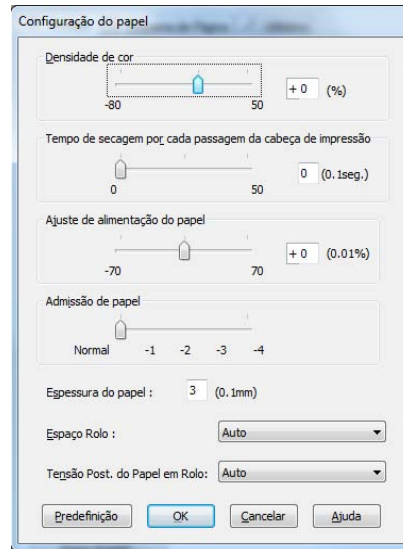 Configuração do papel
Densidade de cor
-80 50
+ 0 (%)
Tempo de secagem por cada passagem da cabeça de impressão
0 50
0 (0.1seg.)
Ajuste de alimentação do papel
-70 70
+ 0 (0.01%)
Admissão de papel
Normal -1 -2 -3 -4
Espessura do papel : 3 (0.1mm)
Espaço Rolo : Auto
Tensão Post. do Papel em Rolo: Auto
Predefinição OK Cancelar Ajuda